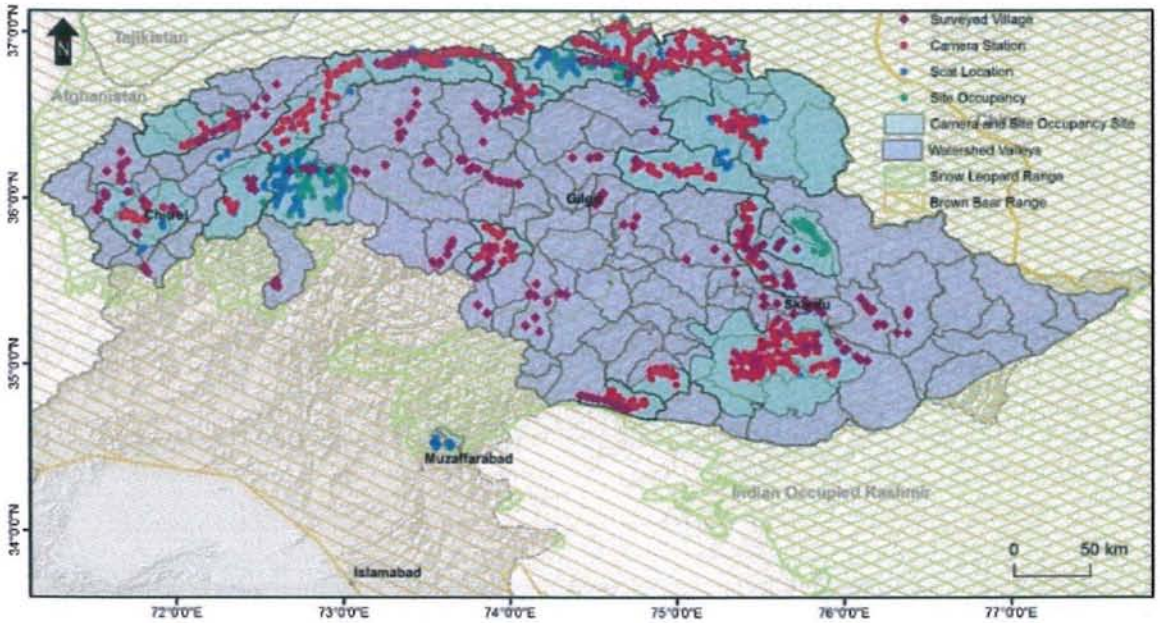 37°0'0"N
36°0'0"N
35°0'0"N
34°0'0"N
N
Tajikistan
Afghanistan
Surveyed Village
Camera Station
Scat Location
Site Occupancy
Camera and Site Occupancy Site
Watershed Valleys
Snow Leopard Range
Brown Bear Range
Chitral
Gilgit
Skardu
Muzaffarabad
Indian Occupied Kashmir
Islamabad
0 50 km
72°0'0"E 73°0'0"E 74°0'0"E 75°0'0"E 76°0'0"E 77°0'0"E